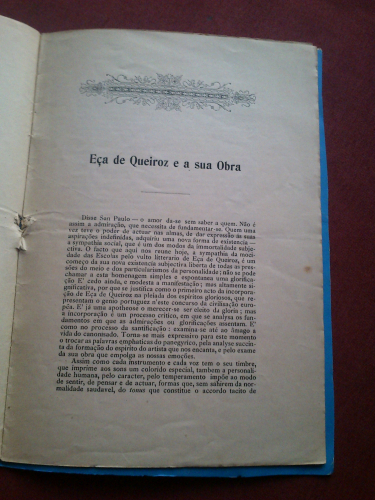 Eça de Queiroz e a sua Obra
Disse San Paulo — o amor da-se sem saber a quem. Não é
assim a admiração, que necessita de fundamentar-se. Quem uma
vez teve o poder de actuar nas almas, de dar expressão ás suas
aspirações indefinidas, adquiriu uma nova forma de existencia —
a sympathia social, que é um dos modos da immortalidade subje-
ctiva. O facto que aqui nos reune hoje, a sympathia da moci-
dade das Escolas pelo vulto litterario de Eça de Queiroz, é um
começo da sua nova existencia subjectiva liberta de todas as pres-
sões do meio e dos particularismos da personalidade; não se pode
chamar a esta homenagem simples e espontanea uma glorifica-
ção. E' cedo ainda, e modesta a manifestação; mas altamente si-
gnificativa, por que se justifica como o primeiro acto da incorpora-
ção de Eça de Queiroz na pleiada dos espiritos gloriosos, que re-
presentam o genio portuguez n'este concurso da civilisação euro-
pêa. E' já uma apotheose o merecer-se ser eleito da gloria; mas
a incorporação é um processo critico, em que se analysa os fun-
damentos em que as admirações ou glorificações assentam. E'
como no processo da santificação: examina-se até ao imago a
vida do canonisado. Torna-se mais expressivo para este momento
o trocar as palavras emphaticas do panegyrico, pela analyse succin-
ta da formação do espirito do artista que nos encanta, e pelo exame
da sua obra que empolga as nossas emoções.
Assim como cada instrumento e cada voz tem o seu timbre,
que imprime aos sons um colorido especial, tambem a personali-
dade humana, pelo caracter, pelo temperamento impõe ao modo
de sentir, de pensar e de actuar, formas que, sem sahirem da nor-
malidade saudavel, do tonus que constitue o accordo tacito de